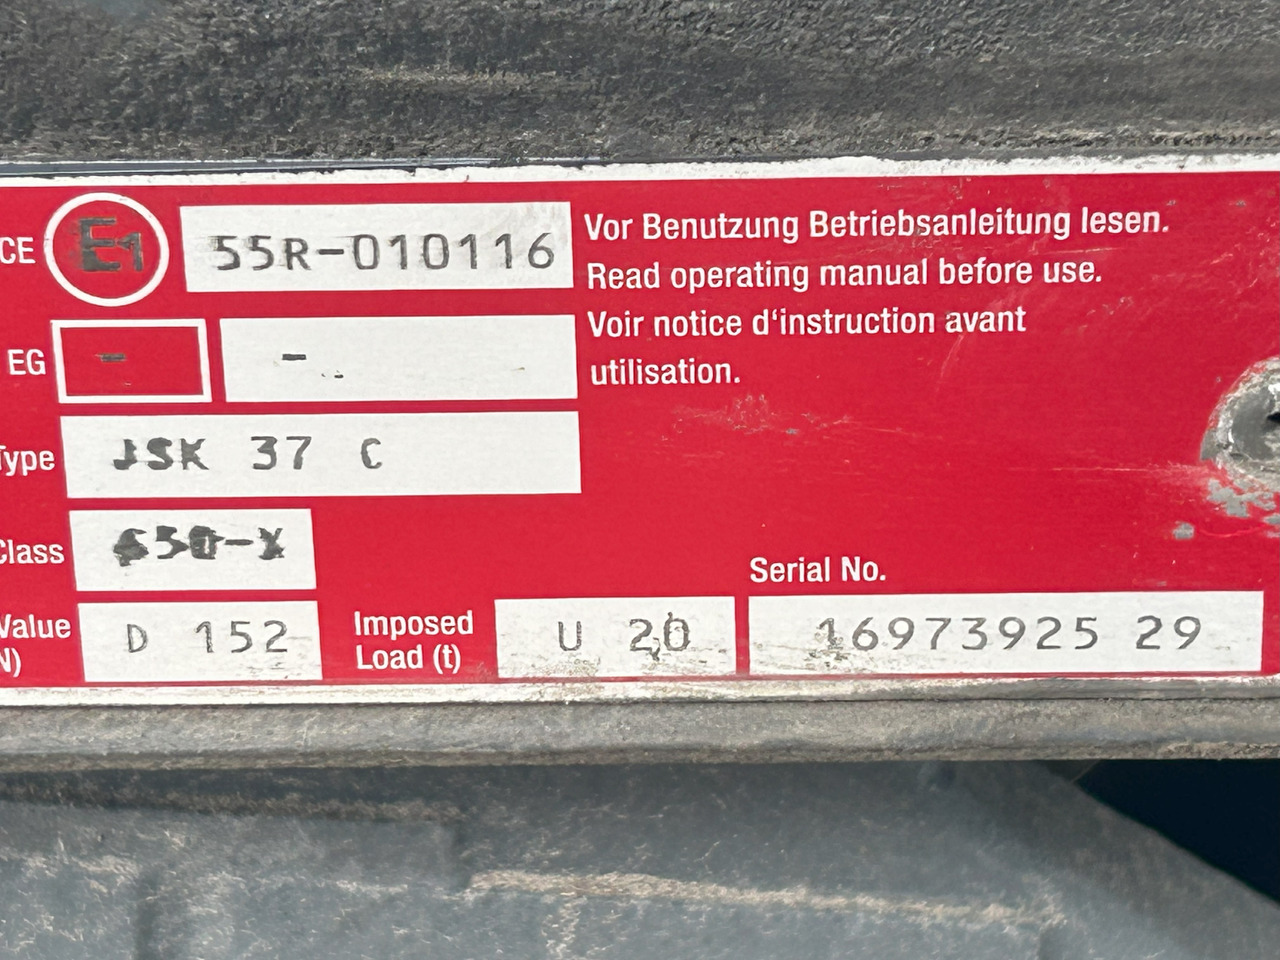 CE E1 55R-010116 Vor Benutzung Betriebsanleitung lesen.
Read operating manual before use.
EG - - Voir notice d'instruction avant
utilisation.
Type JSK 37 C
Class G50-X
Serial No.
Value D 152 Imposed U 20 16973925 29
N) Load (t)